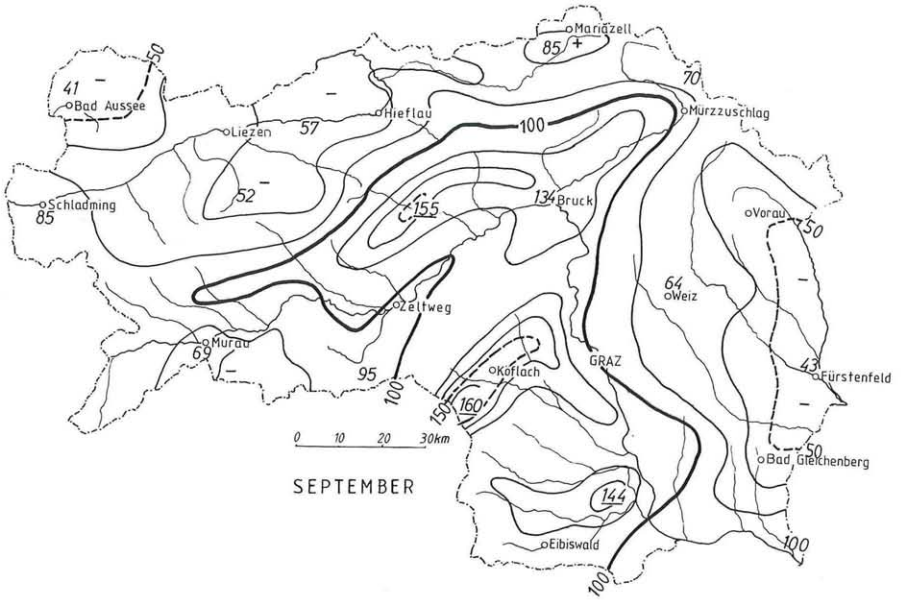 Mariazell
85 +
50
41 –
Bad Aussee
–
70
Hieflau
Mürzzuschlag
57
100
Liezen
52 –
134 Bruck
155
Schladming
85
Vorau
50
–
64
Weiz
Zeltweg
Murau
69
–
95
100
GRAZ
Köflach
43
Fürstenfeld
150
160
–
0 10 20 30km
SEPTEMBER
50
Bad Gleichenberg
144
Eibiswald
100
100